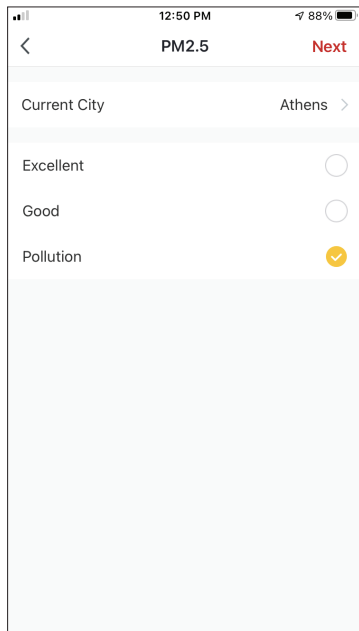 12:50 PM 88%
PM2.5 Next
Current City Athens
Excellent
Good
Pollution